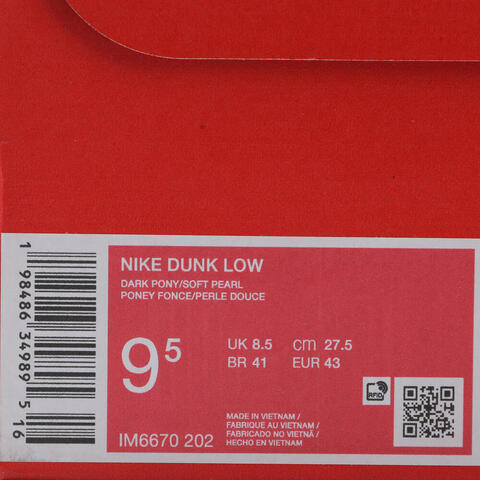 NIKE DUNK LOW
DARK PONY/SOFT PEARL
PONEY FONCE/PERLE DOUCE
9⁵
UK 8.5 cm 27.5
BR 41 EUR 43
RFID
MADE IN VIETNAM /
FABRIQUE AU VIETNAM /
FABRICADO NO VIETNÃ /
HECHO EN VIETNAM
IM6670 202
1 98486 34989 5 16